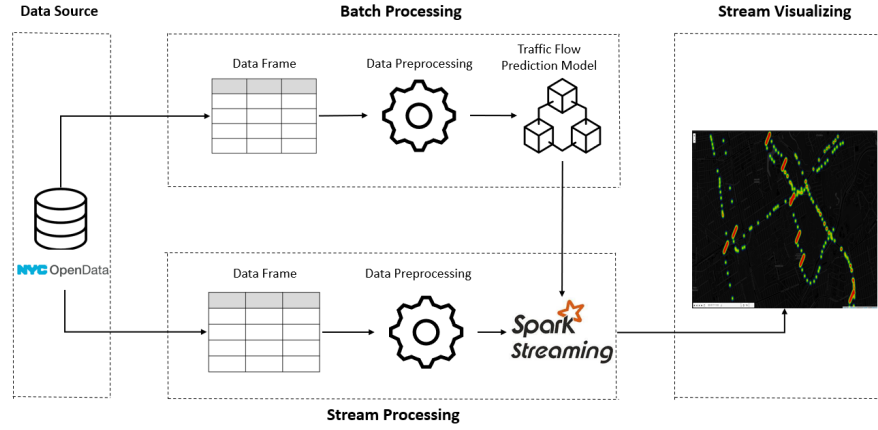 Data Source
Batch Processing
Stream Visualizing
Data Frame
Data Preprocessing
Traffic Flow
Prediction Model
NYC OpenData
Data Frame
Data Preprocessing
Spark
Streaming
Stream Processing